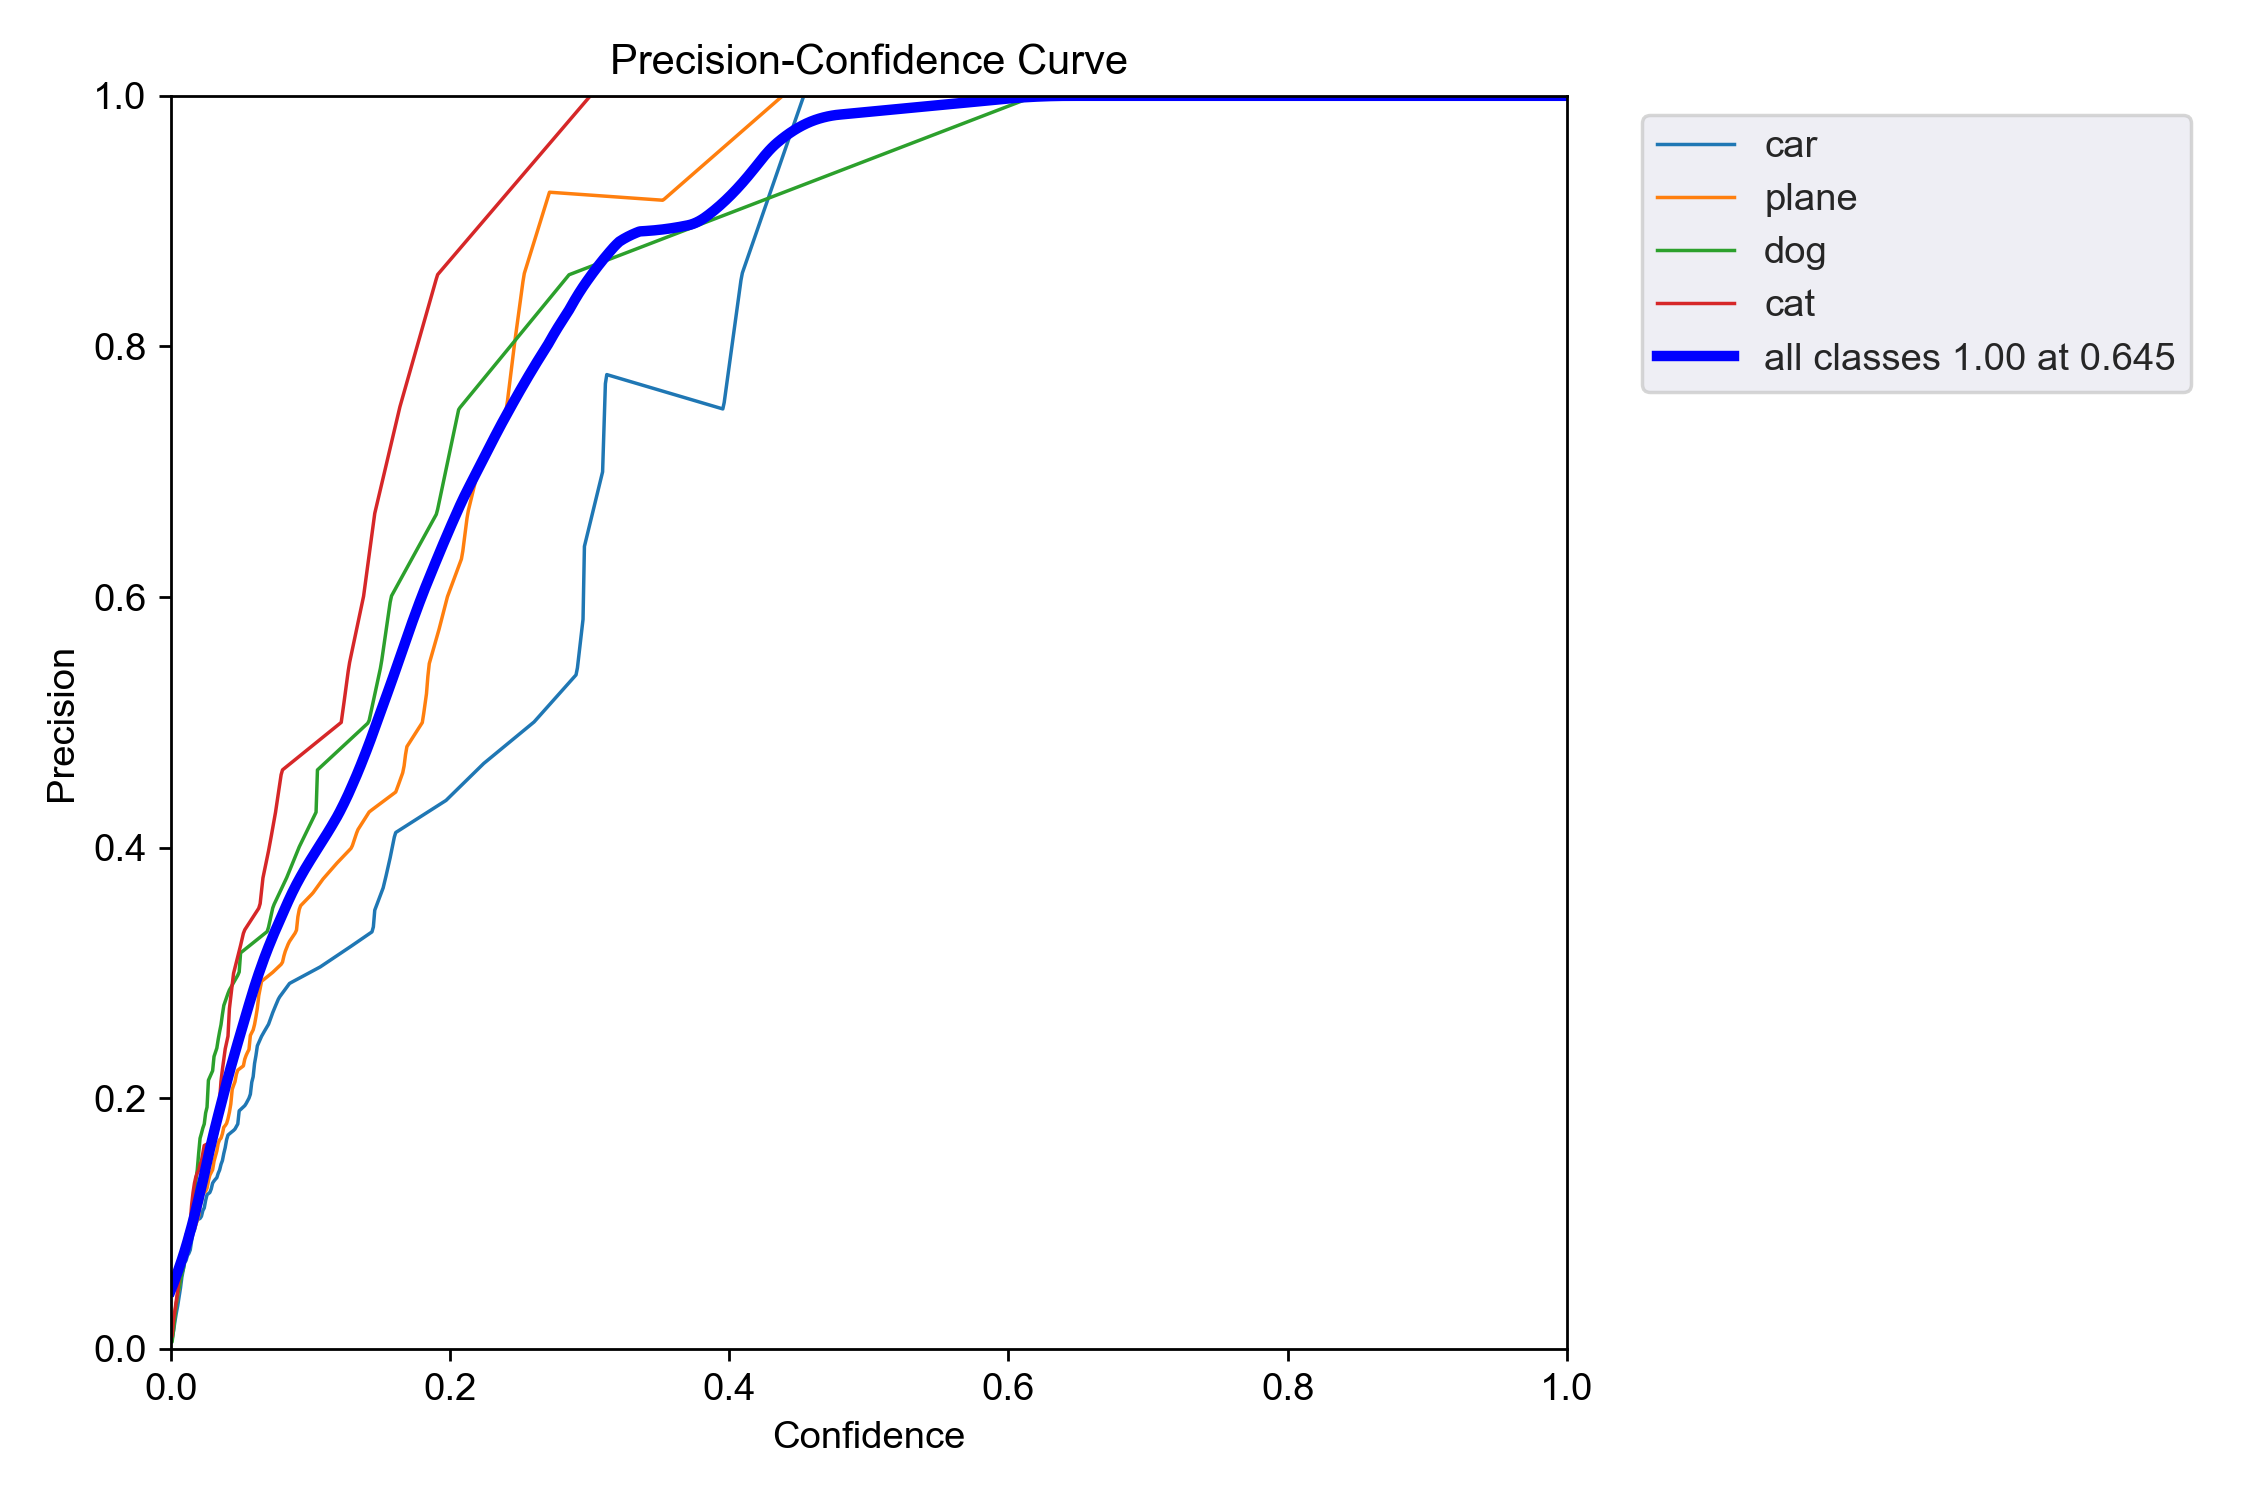 Precision-Confidence Curve
1.0
0.8
0.6
0.4
0.2
0.0
Precision
0.0 0.2 0.4 0.6 0.8 1.0
Confidence
car
plane
dog
cat
all classes 1.00 at 0.645